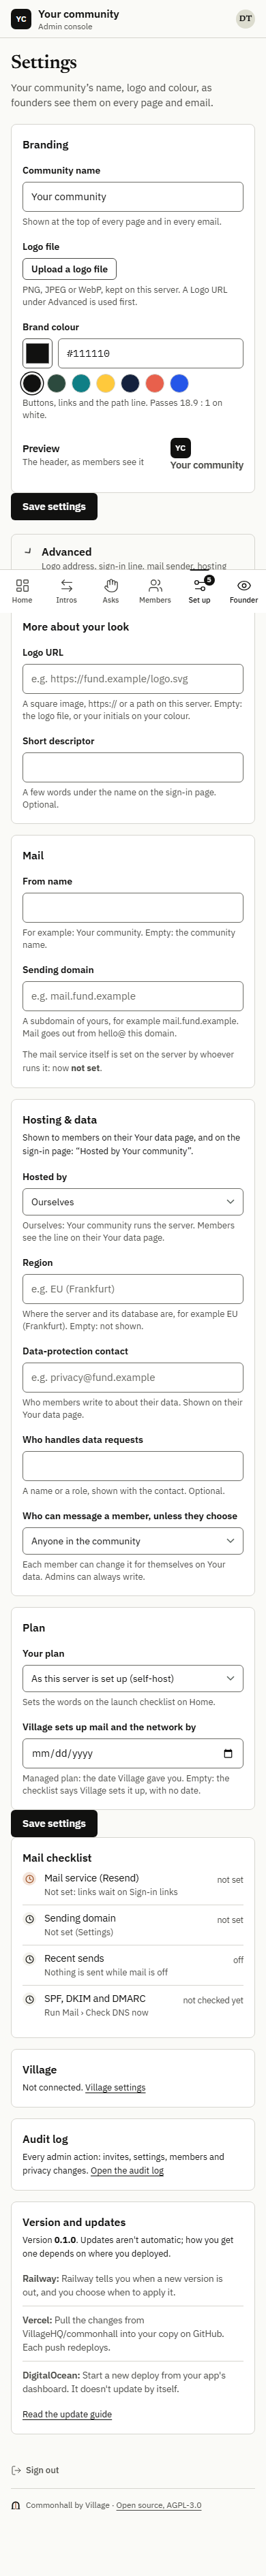 YC
Your community
Admin console
DT
Settings
Your community's name, logo and colour, as
founders see them on every page and email.
Branding
Community name
Your community
Shown at the top of every page and in every email.
Logo file
Upload a logo file
PNG, JPEG or WebP, kept on this server. A Logo URL
under Advanced is used first.
Brand colour
#111110
Buttons, links and the path line. Passes 18.9 : 1 on
white.
Preview
The header, as members see it
YC
Your community
Save settings
Advanced
Logo address, sign-in line, mail sender, hosting
Home
Intros
Asks
Members
5
Set up
Founder
More about your look
Logo URL
e.g. https://fund.example/logo.svg
A square image, https:// or a path on this server. Empty:
the logo file, or your initials on your colour.
Short descriptor
A few words under the name on the sign-in page.
Optional.
Mail
From name
For example: Your community. Empty: the community
name.
Sending domain
e.g. mail.fund.example
A subdomain of yours, for example mail.fund.example.
Mail goes out from hello@ this domain.
The mail service itself is set on the server by whoever
runs it: now not set.
Hosting & data
Shown to members on their Your data page, and on the
sign-in page: "Hosted by Your community".
Hosted by
Ourselves
Ourselves: Your community runs the server. Members
see the line on their Your data page.
Region
e.g. EU (Frankfurt)
Where the server and its database are, for example EU
(Frankfurt). Empty: not shown.
Data-protection contact
e.g. privacy@fund.example
Who members write to about their data. Shown on their
Your data page.
Who handles data requests
A name or a role, shown with the contact. Optional.
Who can message a member, unless they choose
Anyone in the community
Each member can change it for themselves on Your
data. Admins can always write.
Plan
Your plan
As this server is set up (self-host)
Sets the words on the launch checklist on Home.
Village sets up mail and the network by
mm/dd/yyyy
Managed plan: the date Village gave you. Empty: the
checklist says Village sets it up, with no date.
Save settings
Mail checklist
Mail service (Resend)
not set
Not set: links wait on Sign-in links
Sending domain
not set
Not set (Settings)
Recent sends
off
Nothing is sent while mail is off
SPF, DKIM and DMARC
not checked yet
Run Mail › Check DNS now
Village
Not connected. Village settings
Audit log
Every admin action: invites, settings, members and
privacy changes. Open the audit log
Version and updates
Version 0.1.0. Updates aren't automatic; how you get
one depends on where you deployed.
Railway: Railway tells you when a new version is
out, and you choose when to apply it.
Vercel: Pull the changes from
VillageHQ/commonhall into your copy on GitHub.
Each push redeploys.
DigitalOcean: Start a new deploy from your app's
dashboard. It doesn't update by itself.
Read the update guide
Sign out
Commonhall by Village · Open source, AGPL-3.0